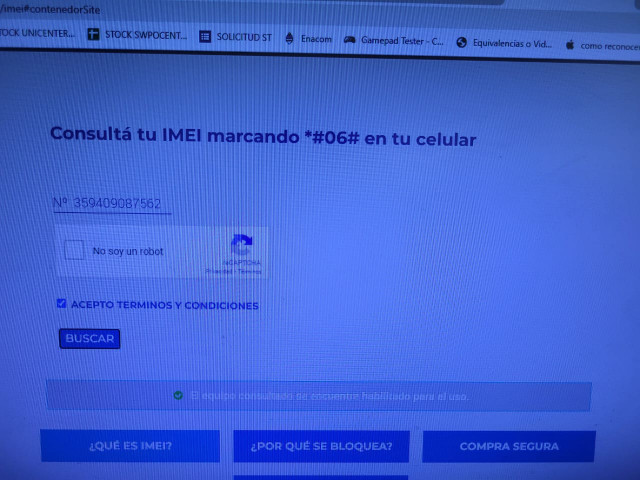 /imei#contenedorSite
TOCK UNICENTER...
STOCK SWPOCENT...
SOLICITUD ST
Enacom
Gamepad Tester - C...
Equivalencias o Vid...
como reconocer
Consultá tu IMEI marcando *#06# en tu celular
Nº 359409087562
No soy un robot
reCAPTCHA
Privacidad - Términos
ACEPTO TERMINOS Y CONDICIONES
BUSCAR
El equipo consultado se encuentra habilitado para el uso.
¿QUÉ ES IMEI?
¿POR QUÉ SE BLOQUEA?
COMPRA SEGURA